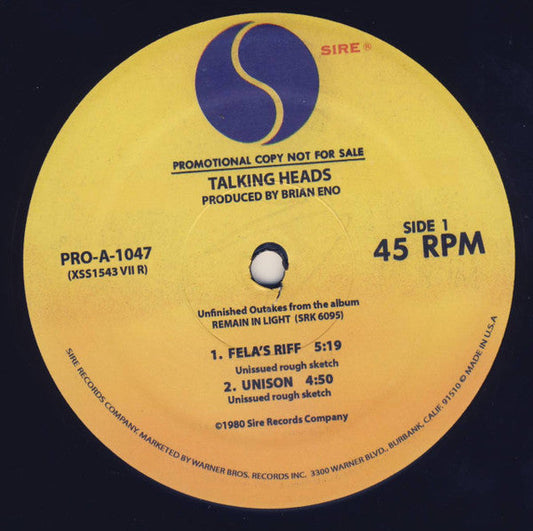 SIRE ®
PROMOTIONAL COPY NOT FOR SALE
TALKING HEADS
PRODUCED BY BRIAN ENO
PRO-A-1047
(XSS1543 VII R)
SIDE 1
45 RPM
Unfinished Outakes from the album
REMAIN IN LIGHT (SRK 6095)
1. FELA'S RIFF 5:19
Unissued rough sketch
2. UNISON 4:50
Unissued rough sketch
©1980 Sire Records Company
SIRE RECORDS COMPANY, MARKETED BY WARNER BROS. RECORDS INC. 3300 WARNER BLVD., BURBANK, CALIF. 91510 © MADE IN U.S.A